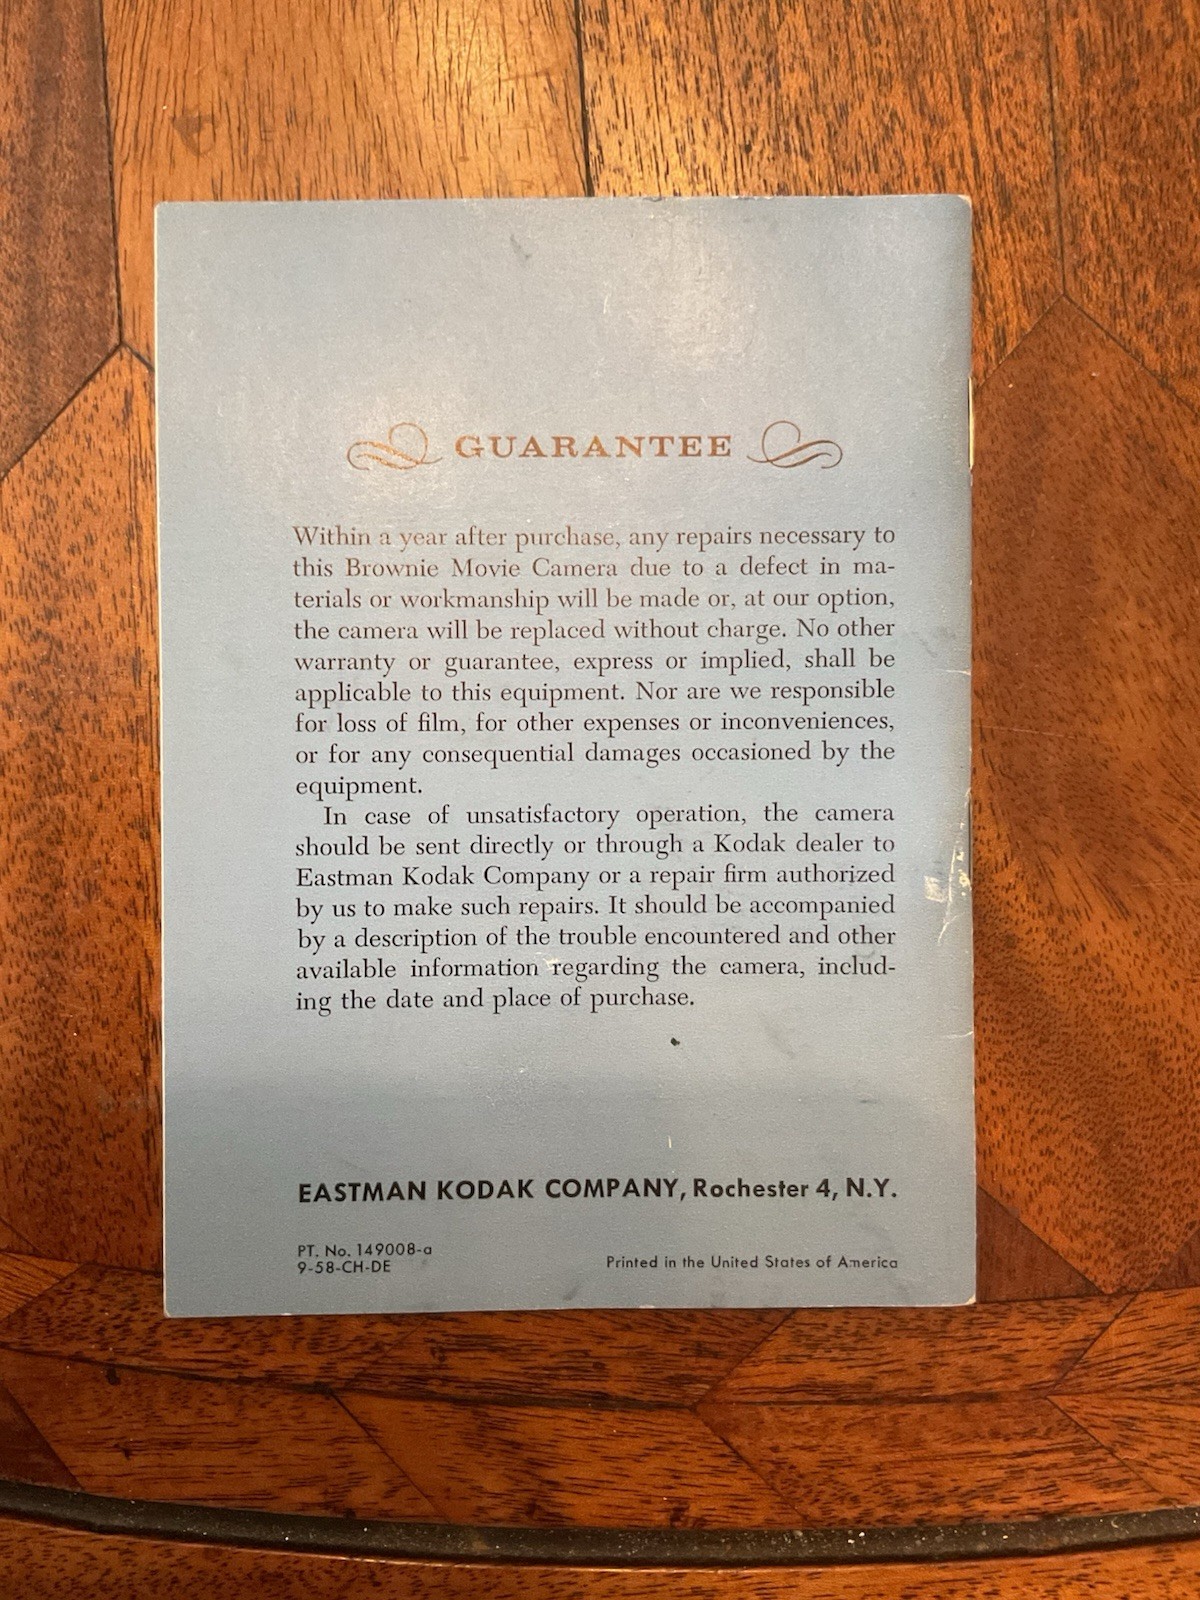 GUARANTEE
Within a year after purchase, any repairs necessary to
this Brownie Movie Camera due to a defect in ma-
terials or workmanship will be made or, at our option,
the camera will be replaced without charge. No other
warranty or guarantee, express or implied, shall be
applicable to this equipment. Nor are we responsible
for loss of film, for other expenses or inconveniences,
or for any consequential damages occasioned by the
equipment.
In case of unsatisfactory operation, the camera
should be sent directly or through a Kodak dealer to
Eastman Kodak Company or a repair firm authorized
by us to make such repairs. It should be accompanied
by a description of the trouble encountered and other
available information regarding the camera, includ-
ing the date and place of purchase.
EASTMAN KODAK COMPANY, Rochester 4, N.Y.
PT. No. 149008-a
9-58-CH-DE
Printed in the United States of America